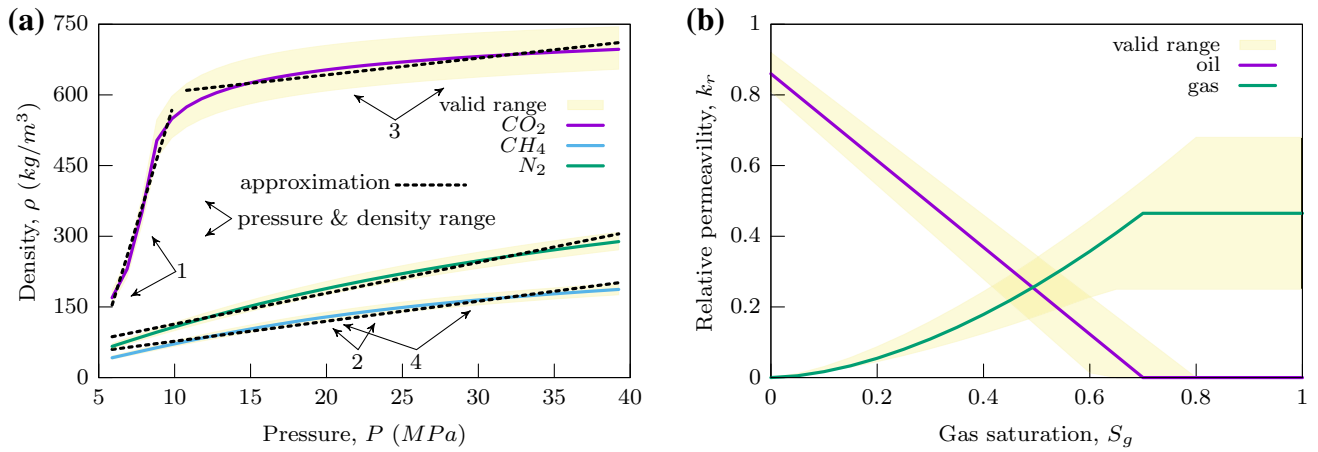 (a)
750
600
450
300
150
0
5
10
15
20
25
30
35
40
Density, ρ (kg/m³)
Pressure, P (MPa)
valid range
CO₂
CH₄
N₂
approximation
pressure & density range
1
2
3
4
(b)
1
0.8
0.6
0.4
0.2
0
0
0.2
0.4
0.6
0.8
1
Relative permeavility, kᵣ
Gas saturation, S_g
valid range
oil
gas